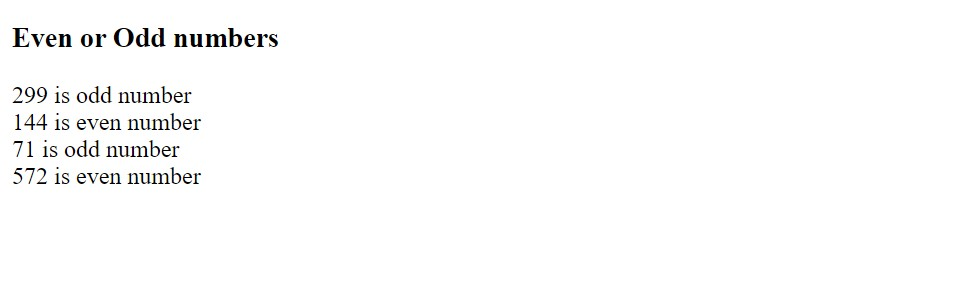 Even or Odd numbers
299 is odd number
144 is even number
71 is odd number
572 is even number